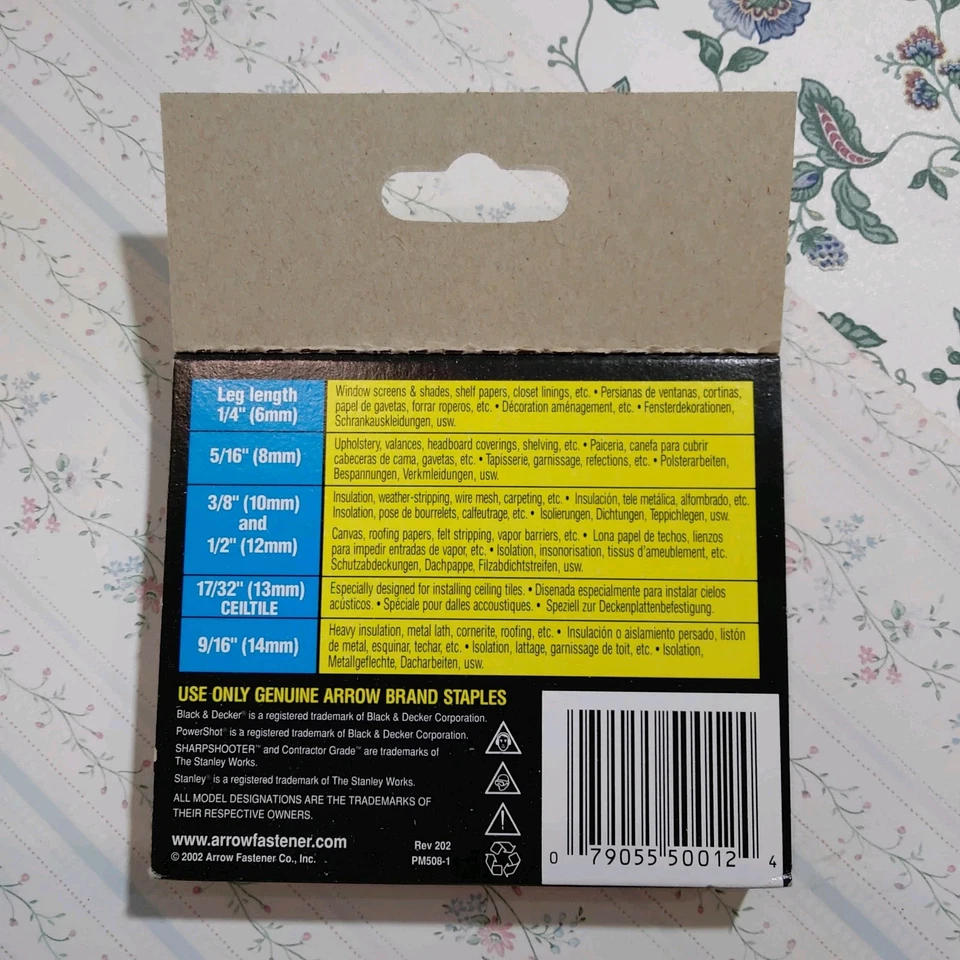 Leg length
1/4" (6mm)
Window screens & shades, shelf papers, closet linings, etc. • Persianas de ventanas, cortinas,
papel de gavetas, forrar roperos, etc. • Décoration aménagement, etc. • Fensterdekorationen,
Schrankauskleidungen, usw.
5/16" (8mm)
Upholstery, valances, headboard coverings, shelving, etc. • Paiceria, canefa para cubrir
cabeceras de cama, gavetas, etc. • Tapisserie, garnissage, refections, etc. • Polsterarbeiten,
Bespannungen, Verkmleidungen, usw.
3/8" (10mm)
and
1/2" (12mm)
Insulation, weather-stripping, wire mesh, carpeting, etc. • Insulación, tele metálica, alfombrado, etc.
Insolation, pose de bourrelets, calfeutrage, etc. • Isolierungen, Dichtungen, Teppichlegen, usw.
Canvas, roofing papers, felt stripping, vapor barriers, etc. • Lona papel de techos, lienzos
para impedir entradas de vapor, etc. • Isolation, insonorisation, tissus d'ameublement, etc.
Schutzabdeckungen, Dachpappe, Filzabdichtstreifen, usw.
17/32" (13mm)
CEILTILE
Especially designed for installing ceiling tiles. • Disenada especialmente para instalar cielos
acústicos. • Spéciale pour dalles accoustiques. • Speziell zur Deckenplattenbefestigung.
9/16" (14mm)
Heavy insulation, metal lath, cornerite, roofing, etc. • Insulación o aislamiento persado, listón
de metal, esquinar, techar, etc. • Isolation, lattage, garnissage de toit, etc. • Isolation,
Metallgeflechte, Dacharbeiten, usw.
USE ONLY GENUINE ARROW BRAND STAPLES
Black & Decker® is a registered trademark of Black & Decker Corporation.
PowerShot® is a registered trademark of Black & Decker Corporation.
SHARPSHOOTER™ and Contractor Grade™ are trademarks of
The Stanley Works.
Stanley® is a registered trademark of The Stanley Works.
ALL MODEL DESIGNATIONS ARE THE TRADEMARKS OF
THEIR RESPECTIVE OWNERS.
www.arrowfastener.com
© 2002 Arrow Fastener Co., Inc.
Rev 202
PM508-1
0 79055 50012 4